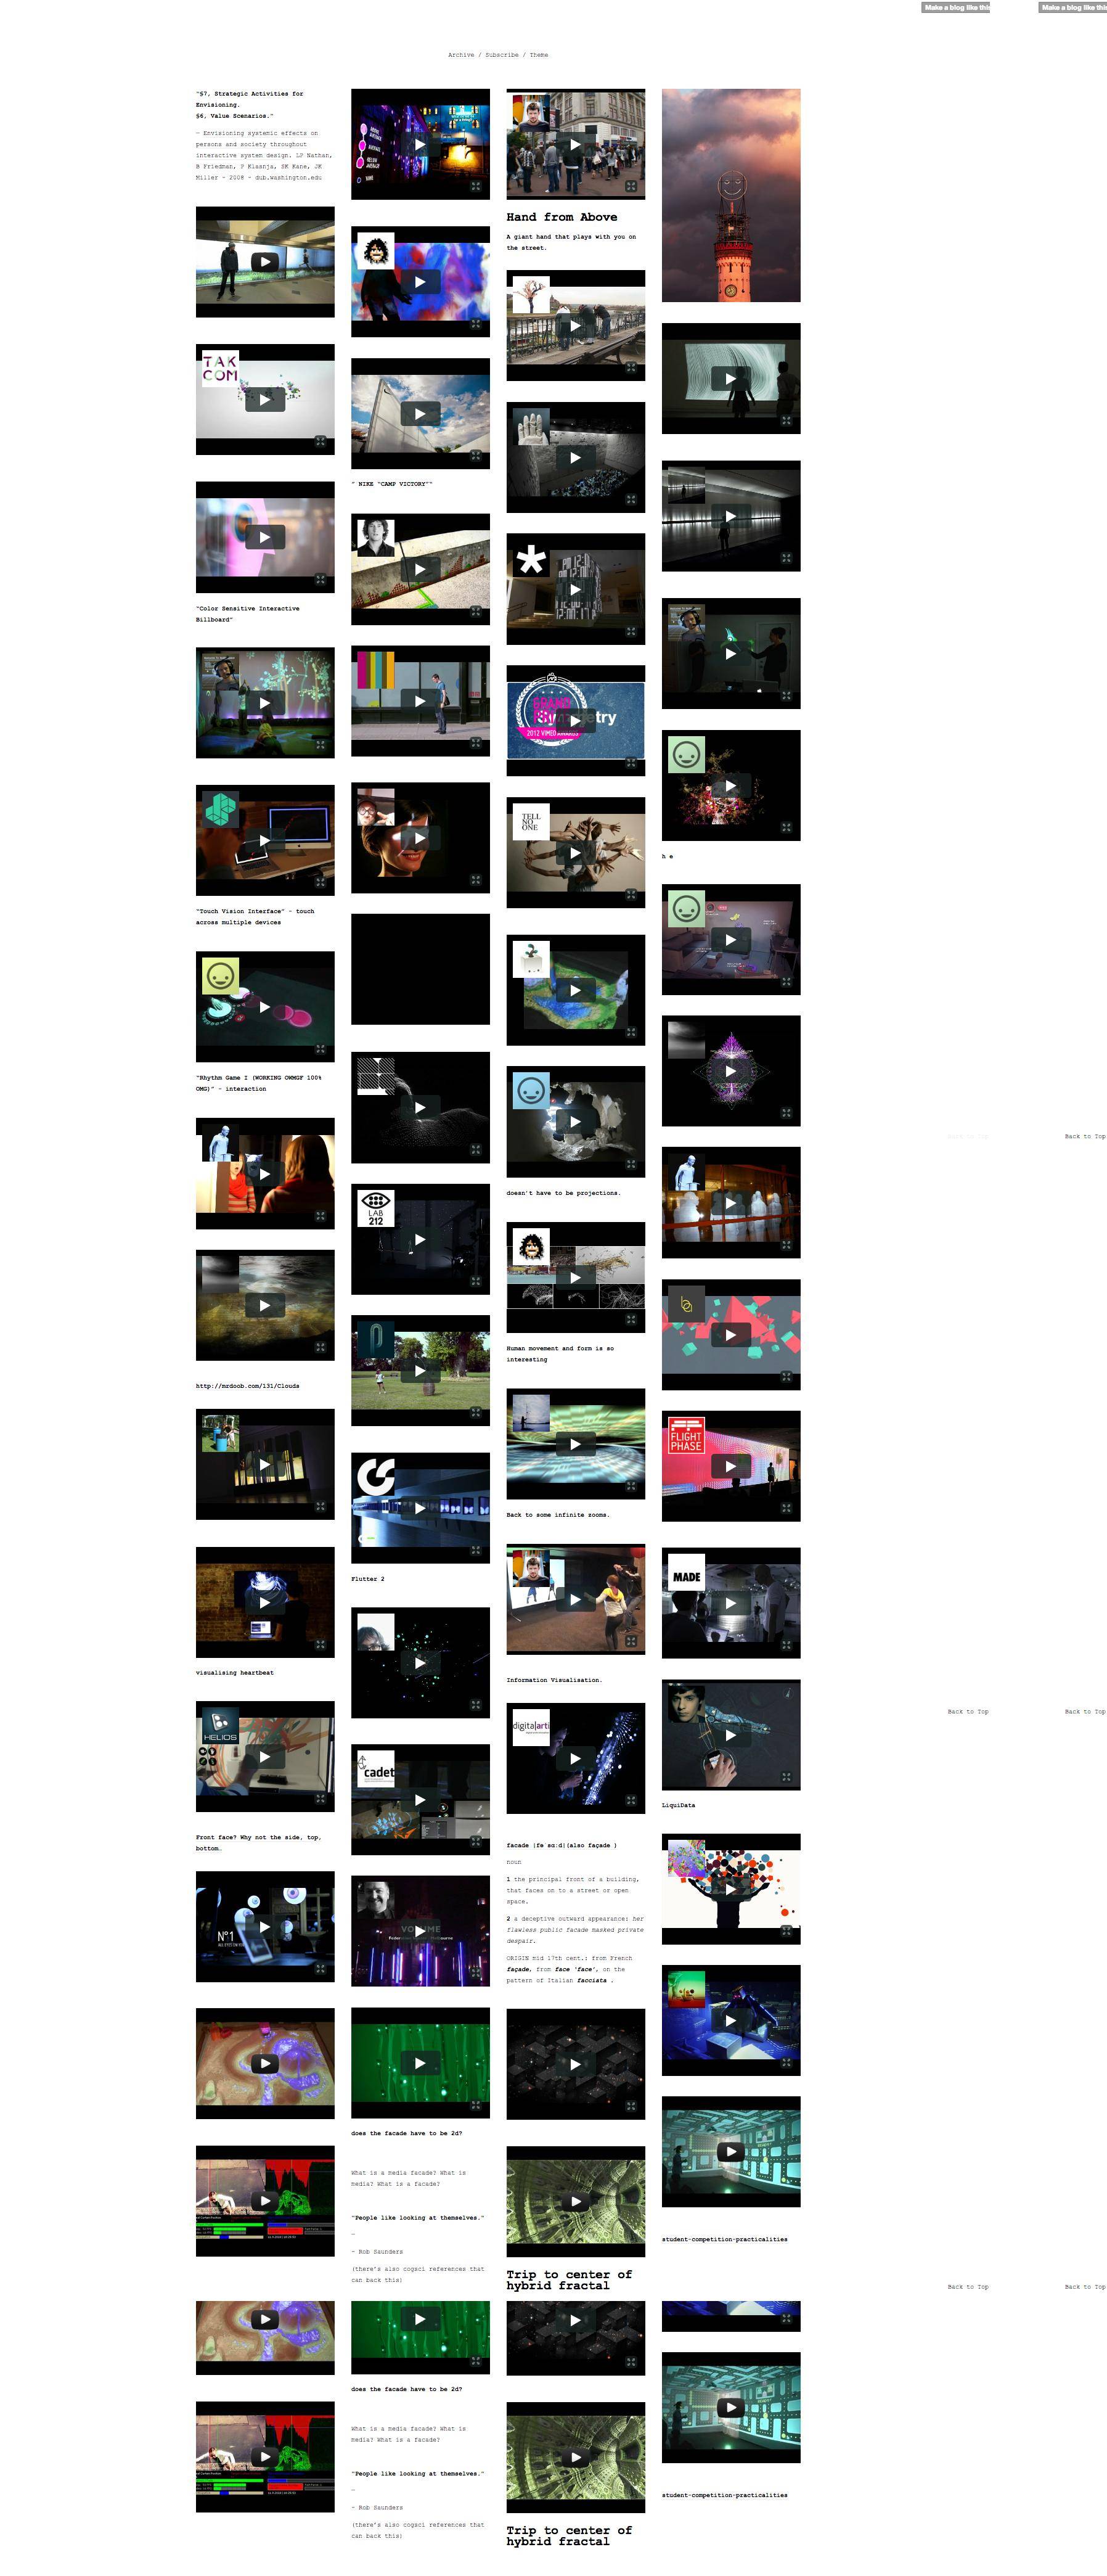 Make a blog like this
Make a blog like this
Archive / Subscribe / Theme
"§7, Strategic Activities for
Envisioning.
§6, Value Scenarios."
— Envisioning systemic effects on
persons and society throughout
interactive system design. LP Nathan,
B Friedman, P Klasnja, SK Kane, JK
Miller - 2008 - dub.washington.edu
TAK
COM
"Color Sensitive Interactive
Billboard"
"Touch Vision Interface" - touch
across multiple devices
"Rhythm Game I (WORKING OWMGF 100%
OMG)" - interaction
http://mrdoob.com/131/Clouds
visualising heartbeat
HELIOS
Front face? Why not the side, top,
bottom…
N°1
" NIKE "CAMP VICTORY""
LAB
212
Flutter 2
cadet
VOLUME
does the facade have to be 2d?
What is a media facade? What is
media? What is a facade?
"People like looking at themselves."
—
— Rob Saunders
(there's also cogsci references that
can back this)
Hand from Above
A giant hand that plays with you on
the street.
GRAND
2012 VIMEO AWARDS
TELL
NO
ONE
doesn't have to be projections.
Human movement and form is so
interesting
Back to some infinite zooms.
Information Visualisation.
digitalarti
facade |fəˈsɑːd|(also façade )
noun
1 the principal front of a building,
that faces on to a street or open
space.
2 a deceptive outward appearance: her
flawless public facade masked private
despair.
ORIGIN mid 17th cent.: from French
façade, from face 'face', on the
pattern of Italian facciata .
Trip to center of
hybrid fractal
h e
FLIGHT
PHASE
MADE
LiquiData
student-competition-practicalities
Back to Top
Back to Top
Back to Top
Back to Top
Back to Top
does the facade have to be 2d?
What is a media facade? What is
media? What is a facade?
"People like looking at themselves."
—
— Rob Saunders
(there's also cogsci references that
can back this)
Trip to center of
hybrid fractal
student-competition-practicalities